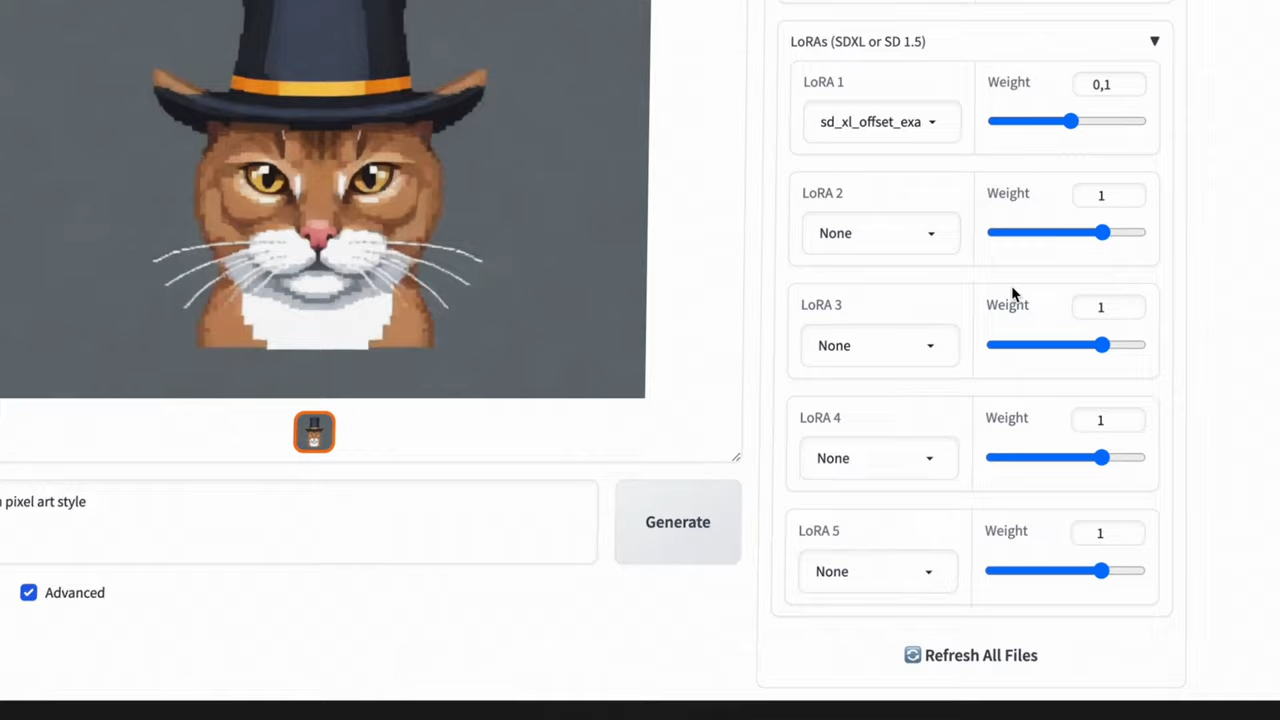 LoRAs (SDXL or SD 1.5)
LoRA 1
Weight
0,1
sd_xl_offset_exa
LoRA 2
Weight
1
None
LoRA 3
Weight
1
None
LoRA 4
Weight
1
None
LoRA 5
Weight
1
None
pixel art style
Generate
Advanced
Refresh All Files